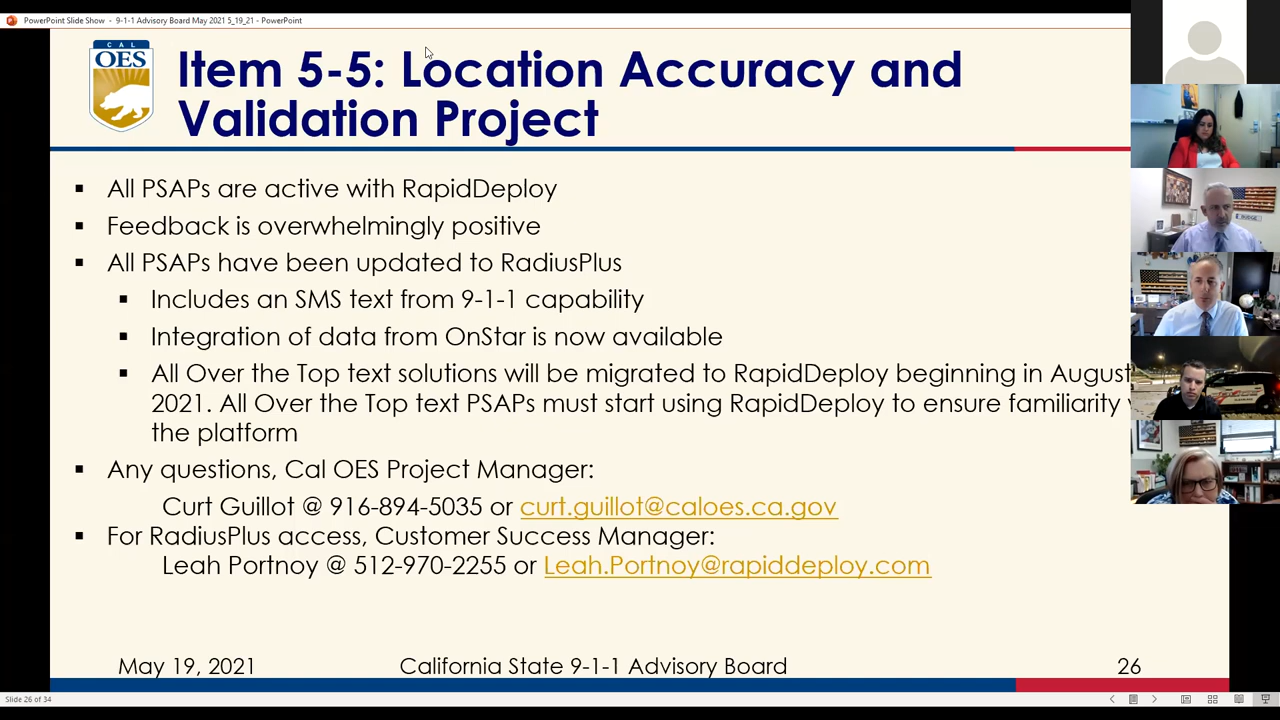 PowerPoint Slide Show - 9-1-1 Advisory Board May 2021 5_19_21 - PowerPoint
CAL
OES
Item 5-5: Location Accuracy and
Validation Project
▪ All PSAPs are active with RapidDeploy
▪ Feedback is overwhelmingly positive
▪ All PSAPs have been updated to RadiusPlus
▪ Includes an SMS text from 9-1-1 capability
▪ Integration of data from OnStar is now available
▪ All Over the Top text solutions will be migrated to RapidDeploy beginning in August
2021. All Over the Top text PSAPs must start using RapidDeploy to ensure familiarity
the platform
▪ Any questions, Cal OES Project Manager:
Curt Guillot @ 916-894-5035 or curt.guillot@caloes.ca.gov
▪ For RadiusPlus access, Customer Success Manager:
Leah Portnoy @ 512-970-2255 or Leah.Portnoy@rapiddeploy.com
May 19, 2021 California State 9-1-1 Advisory Board 26
Slide 26 of 34